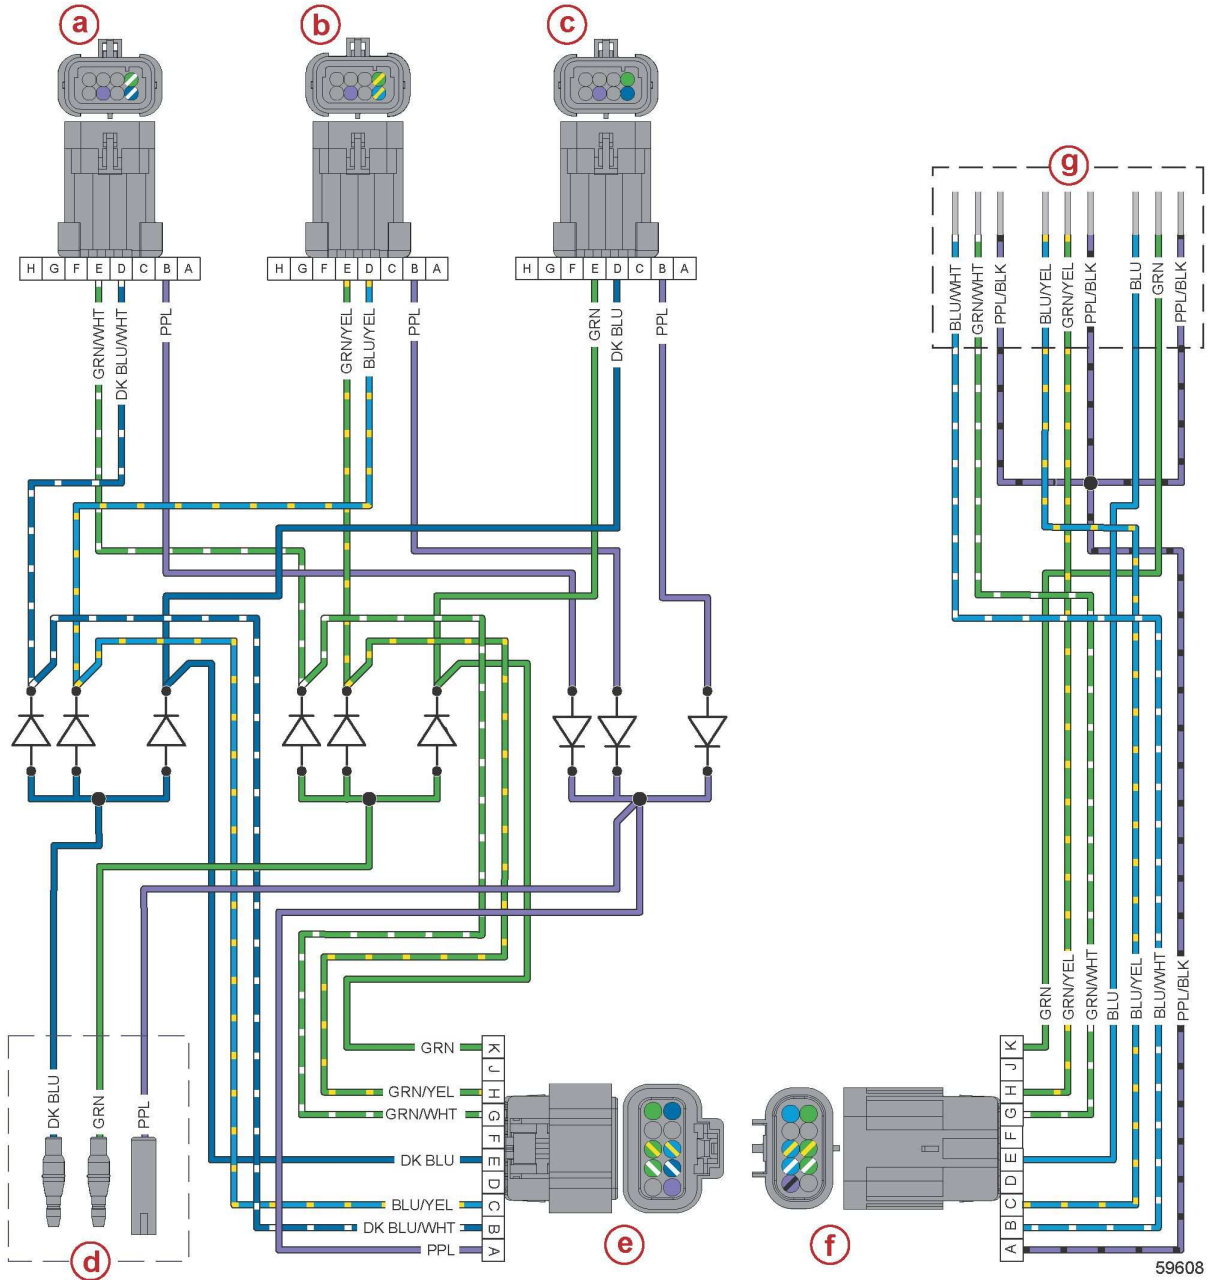 a
b
c
g
H G F E D C B A
H G F E D C B A
H G F E D C B A
GRN/WHT
DK BLU/WHT
PPL
GRN/YEL
BLU/YEL
PPL
GRN
DK BLU
PPL
BLU/WHT
GRN/WHT
PPL/BLK
BLU/YEL
GRN/YEL
PPL/BLK
BLU
GRN
PPL/BLK
GRN
GRN/YEL
GRN/WHT
BLU
BLU/YEL
BLU/WHT
PPL/BLK
DK BLU
GRN
PPL
GRN
GRN/YEL
GRN/WHT
DK BLU
BLU/YEL
DK BLU/WHT
PPL
K
J
H
G
F
E
D
C
B
A
K
J
H
G
F
E
D
C
B
A
d
e
f
59608